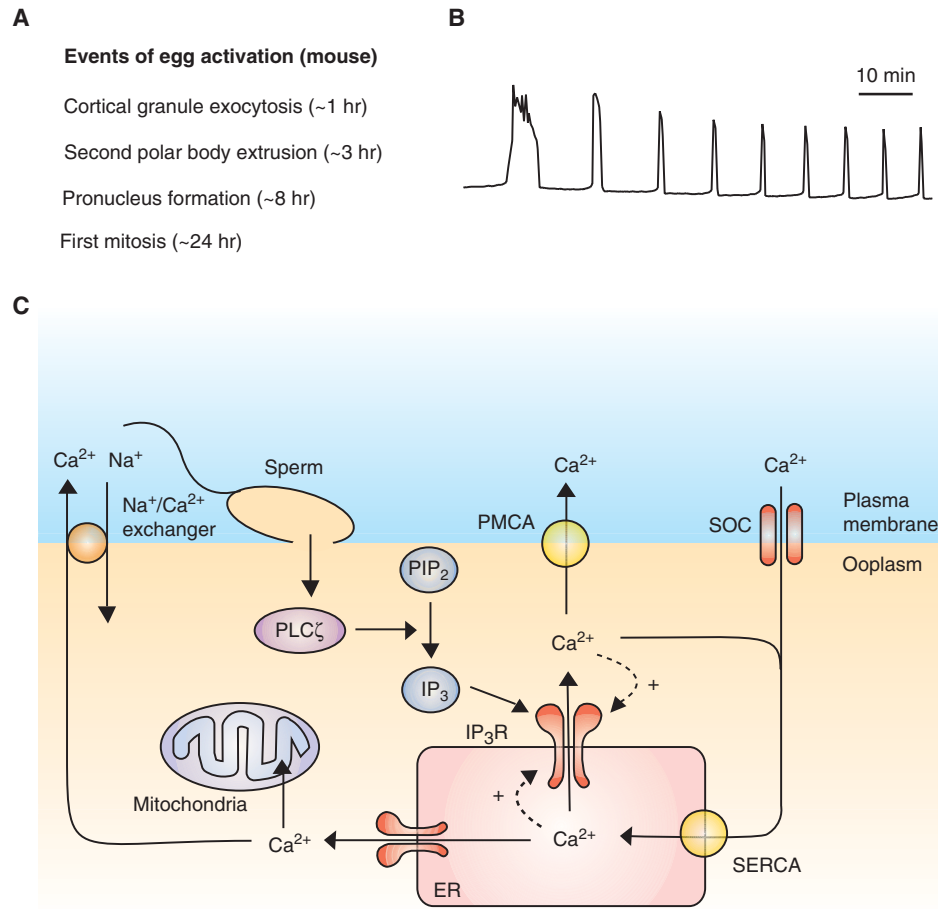 A
Events of egg activation (mouse)
Cortical granule exocytosis (~1 hr)
Second polar body extrusion (~3 hr)
Pronucleus formation (~8 hr)
First mitosis (~24 hr)
B
10 min
C
Ca2+
Na+
Na+/Ca2+
exchanger
Sperm
Ca2+
PMCA
Ca2+
SOC
Plasma
membrane
Ooplasm
PIP2
PLCζ
IP3
Ca2+
+
IP3R
Mitochondria
+
Ca2+
Ca2+
SERCA
ER